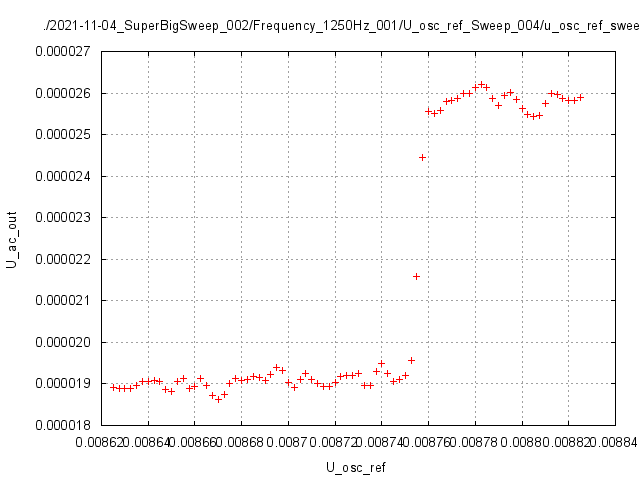 ./2021-11-04_SuperBigSweep_002/Frequency_1250Hz_001/U_osc_ref_Sweep_004/u_osc_ref_swee
0.000027
0.000026
0.000025
0.000024
0.000023
0.000022
0.000021
0.000020
0.000019
0.000018
U_ac_out
0.00862 0.00864 0.00866 0.00868 0.0087 0.00872 0.00874 0.00876 0.00878 0.0088 0.00882 0.00884
U_osc_ref